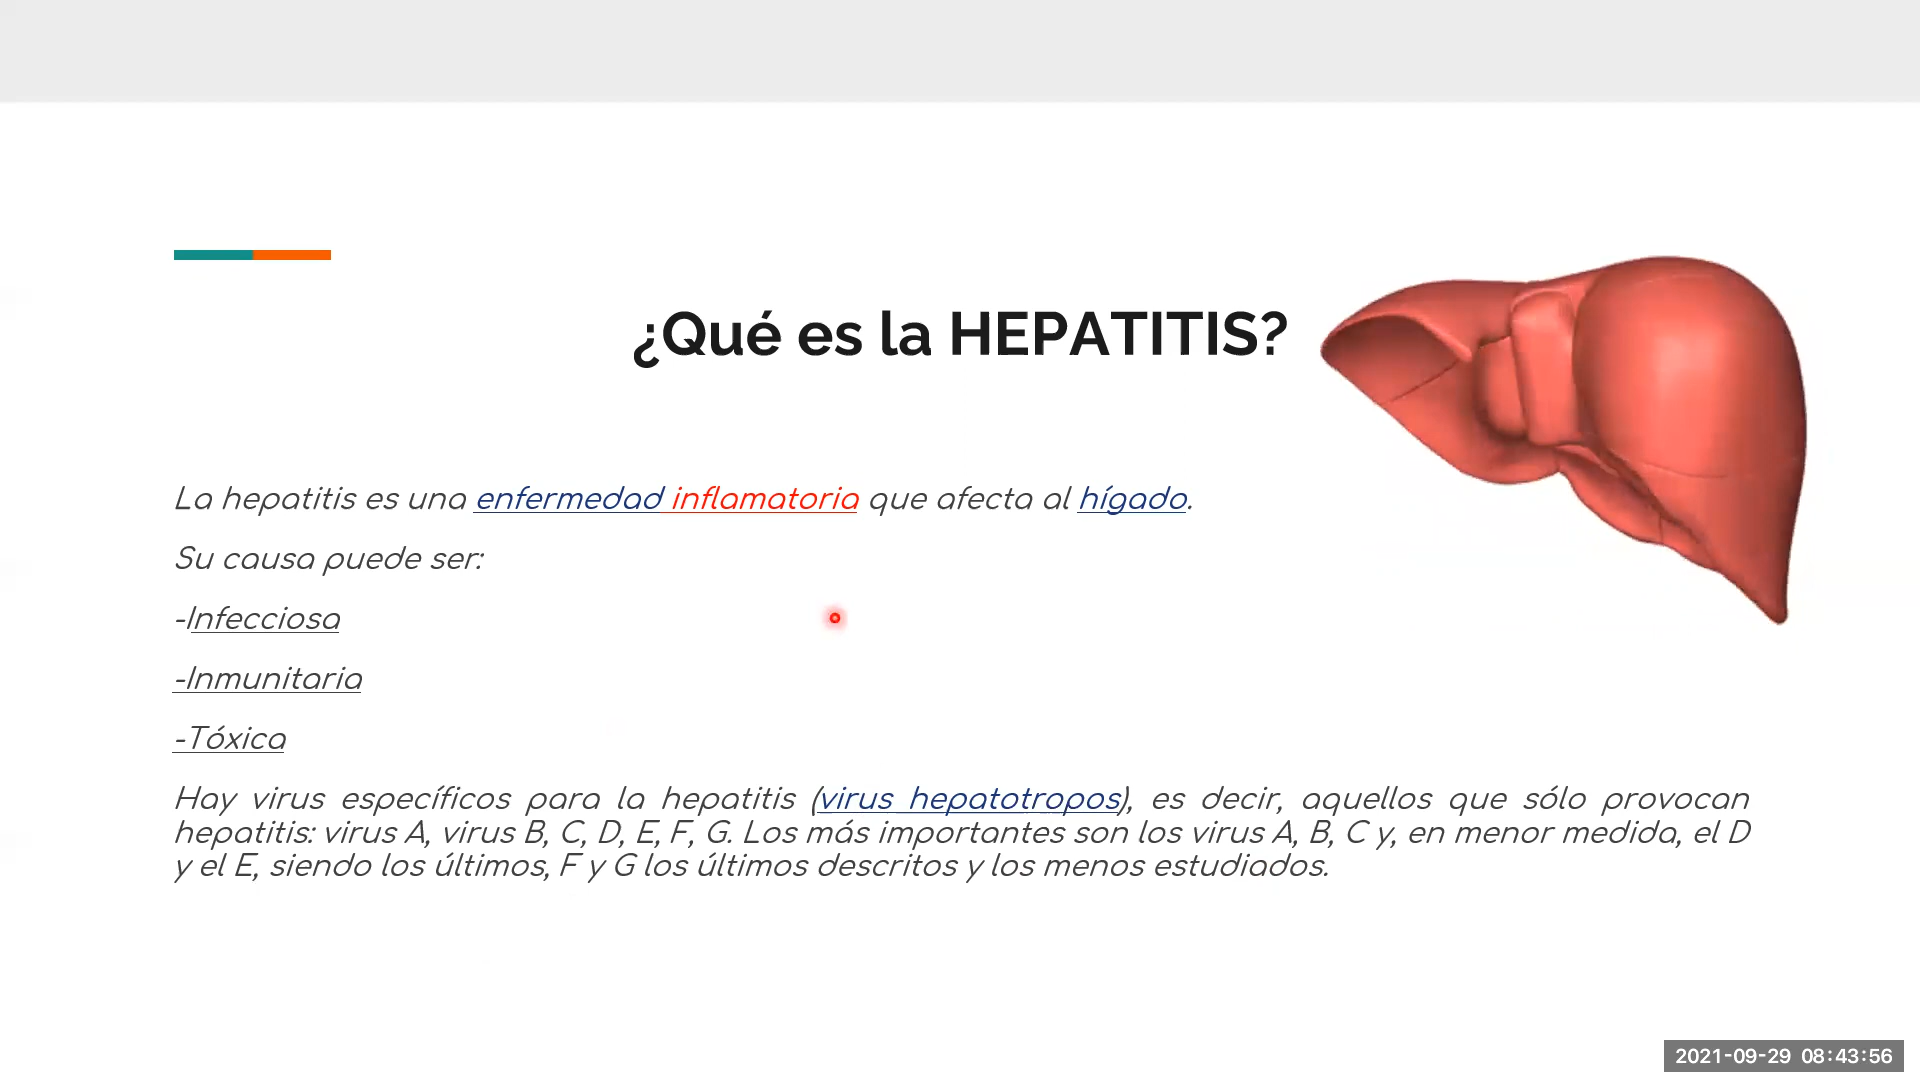 ¿Qué es la HEPATITIS?
La hepatitis es una enfermedad inflamatoria que afecta al hígado.
Su causa puede ser:
-Infecciosa
-Inmunitaria
-Tóxica
Hay virus específicos para la hepatitis (virus hepatotropos), es decir, aquellos que sólo provocan
hepatitis: virus A, virus B, C, D, E, F, G. Los más importantes son los virus A, B, C y, en menor medida, el D
y el E, siendo los últimos, F y G los últimos descritos y los menos estudiados.
2021-09-29 08:43:56